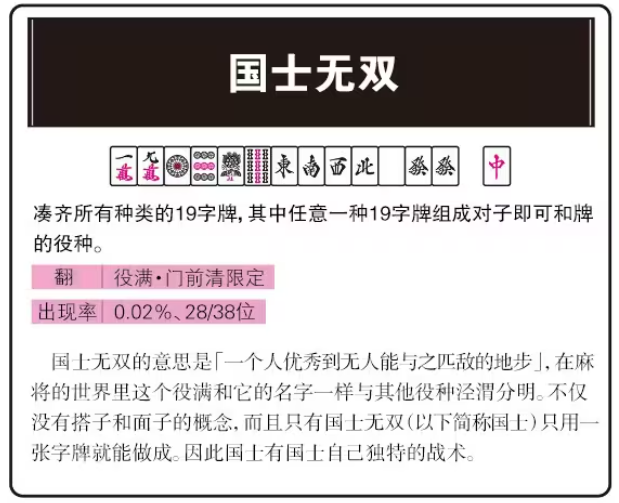 国士无双
一萬 九萬 東 南 西 北 發 發 中
凑齐所有种类的19字牌，其中任意一种19字牌组成对子即可和牌
的役种。
翻 役满·门前清限定
出现率 0.02%、28/38位
国士无双的意思是「一个人优秀到无人能与之匹敌的地步」，在麻
将的世界里这个役满和它的名字一样与其他役种泾渭分明。不仅
没有搭子和面子的概念，而且只有国士无双（以下简称国士）只用一
张字牌就能做成。因此国士有国士自己独特的战术。